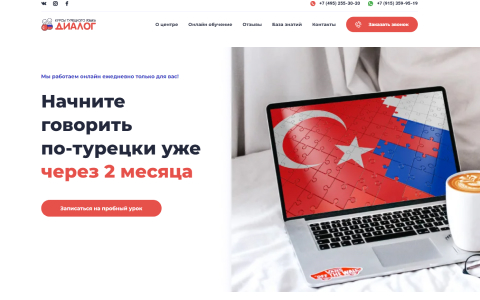 +7 (495) 255-30-20 +7 (915) 359-95-19
КУРСЫ ТУРЕЦКОГО ЯЗЫКА
ДИАЛОГ
О центре Онлайн обучение Отзывы База знаний Контакты Заказать звонок
Мы работаем онлайн ежедневно только для вас!
Начните
говорить
по-турецки уже
через 2 месяца
Записаться на пробный урок